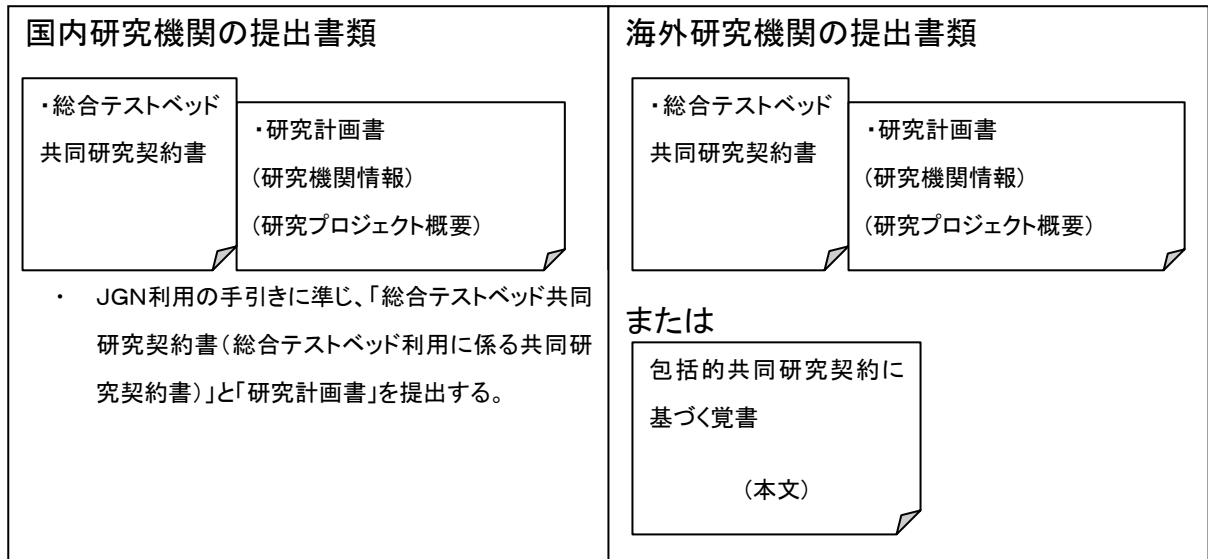 国内研究機関の提出書類
・総合テストベッド
共同研究契約書
・研究計画書
(研究機関情報)
(研究プロジェクト概要)
・ JGN利用の手引きに準じ、「総合テストベッド共同
研究契約書(総合テストベッド利用に係る共同研
究契約書)」と「研究計画書」を提出する。
海外研究機関の提出書類
・総合テストベッド
共同研究契約書
・研究計画書
(研究機関情報)
(研究プロジェクト概要)
または
包括的共同研究契約に
基づく覚書
(本文)